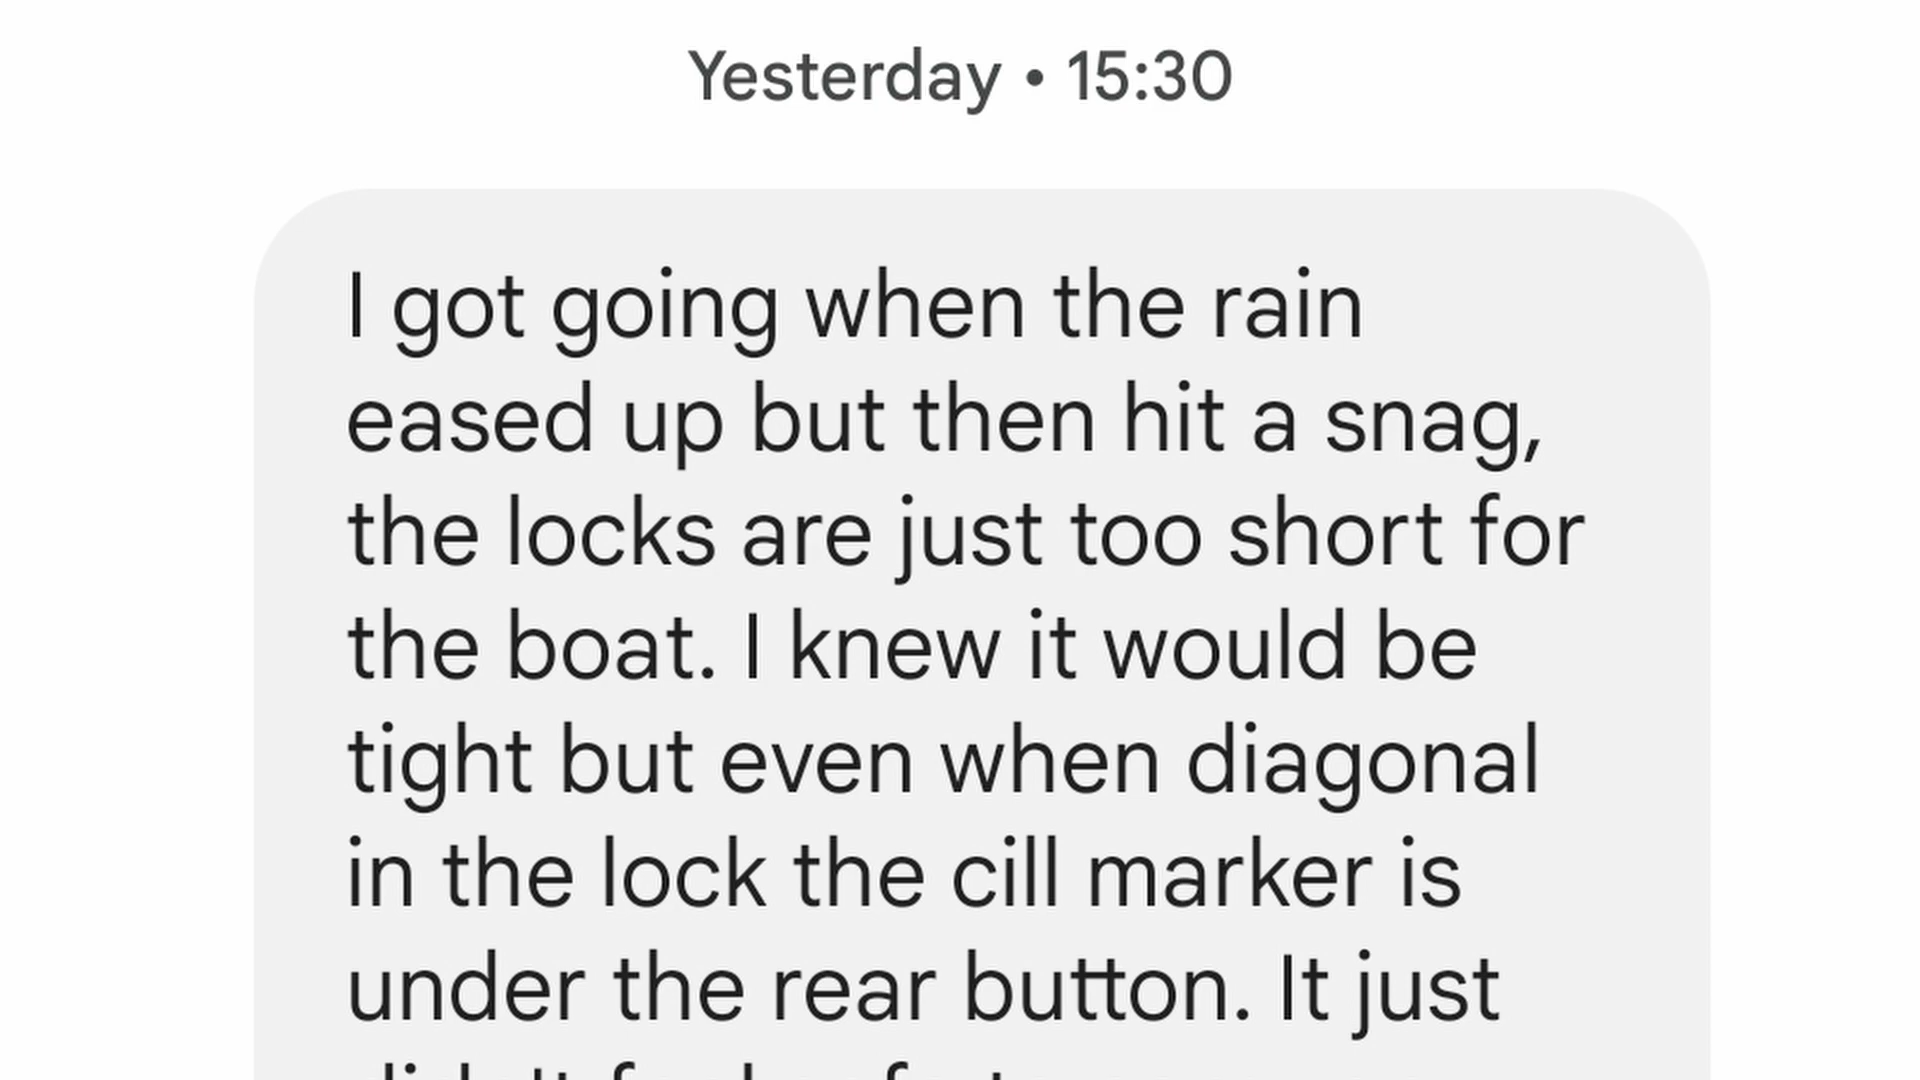 Yesterday • 15:30
I got going when the rain
eased up but then hit a snag,
the locks are just too short for
the boat. I knew it would be
tight but even when diagonal
in the lock the cill marker is
under the rear button. It just